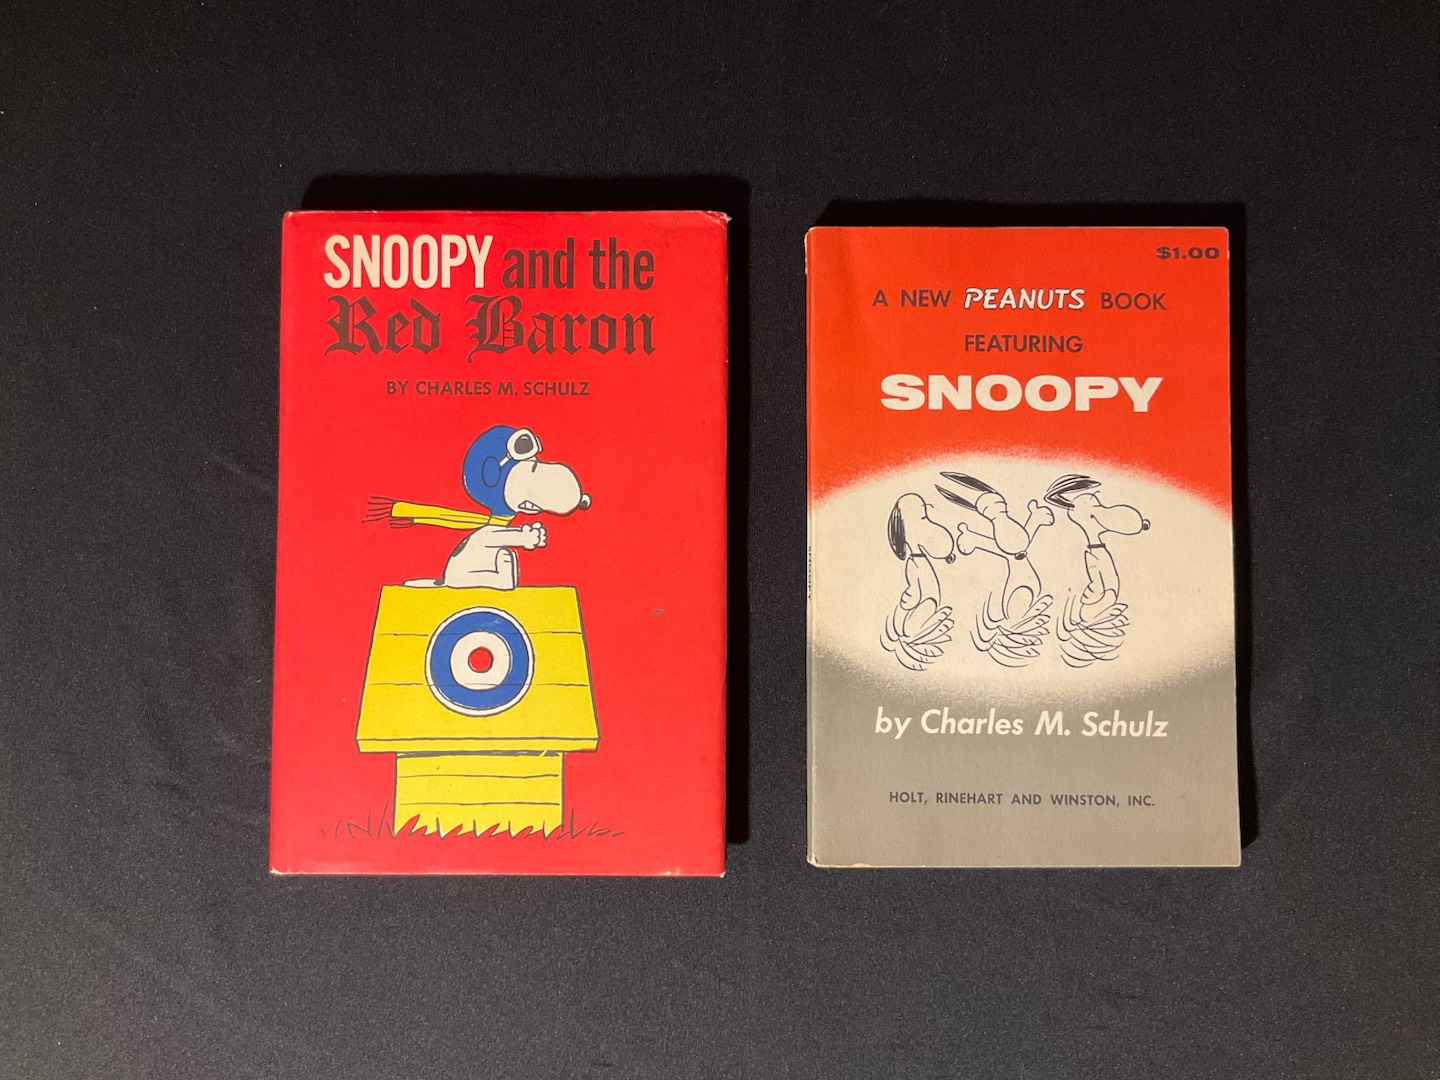 SNOOPY and the
Red Baron
BY CHARLES M. SCHULZ
$1.00
A NEW PEANUTS BOOK
FEATURING
SNOOPY
by Charles M. Schulz
HOLT, RINEHART AND WINSTON, INC.
SNOOPY